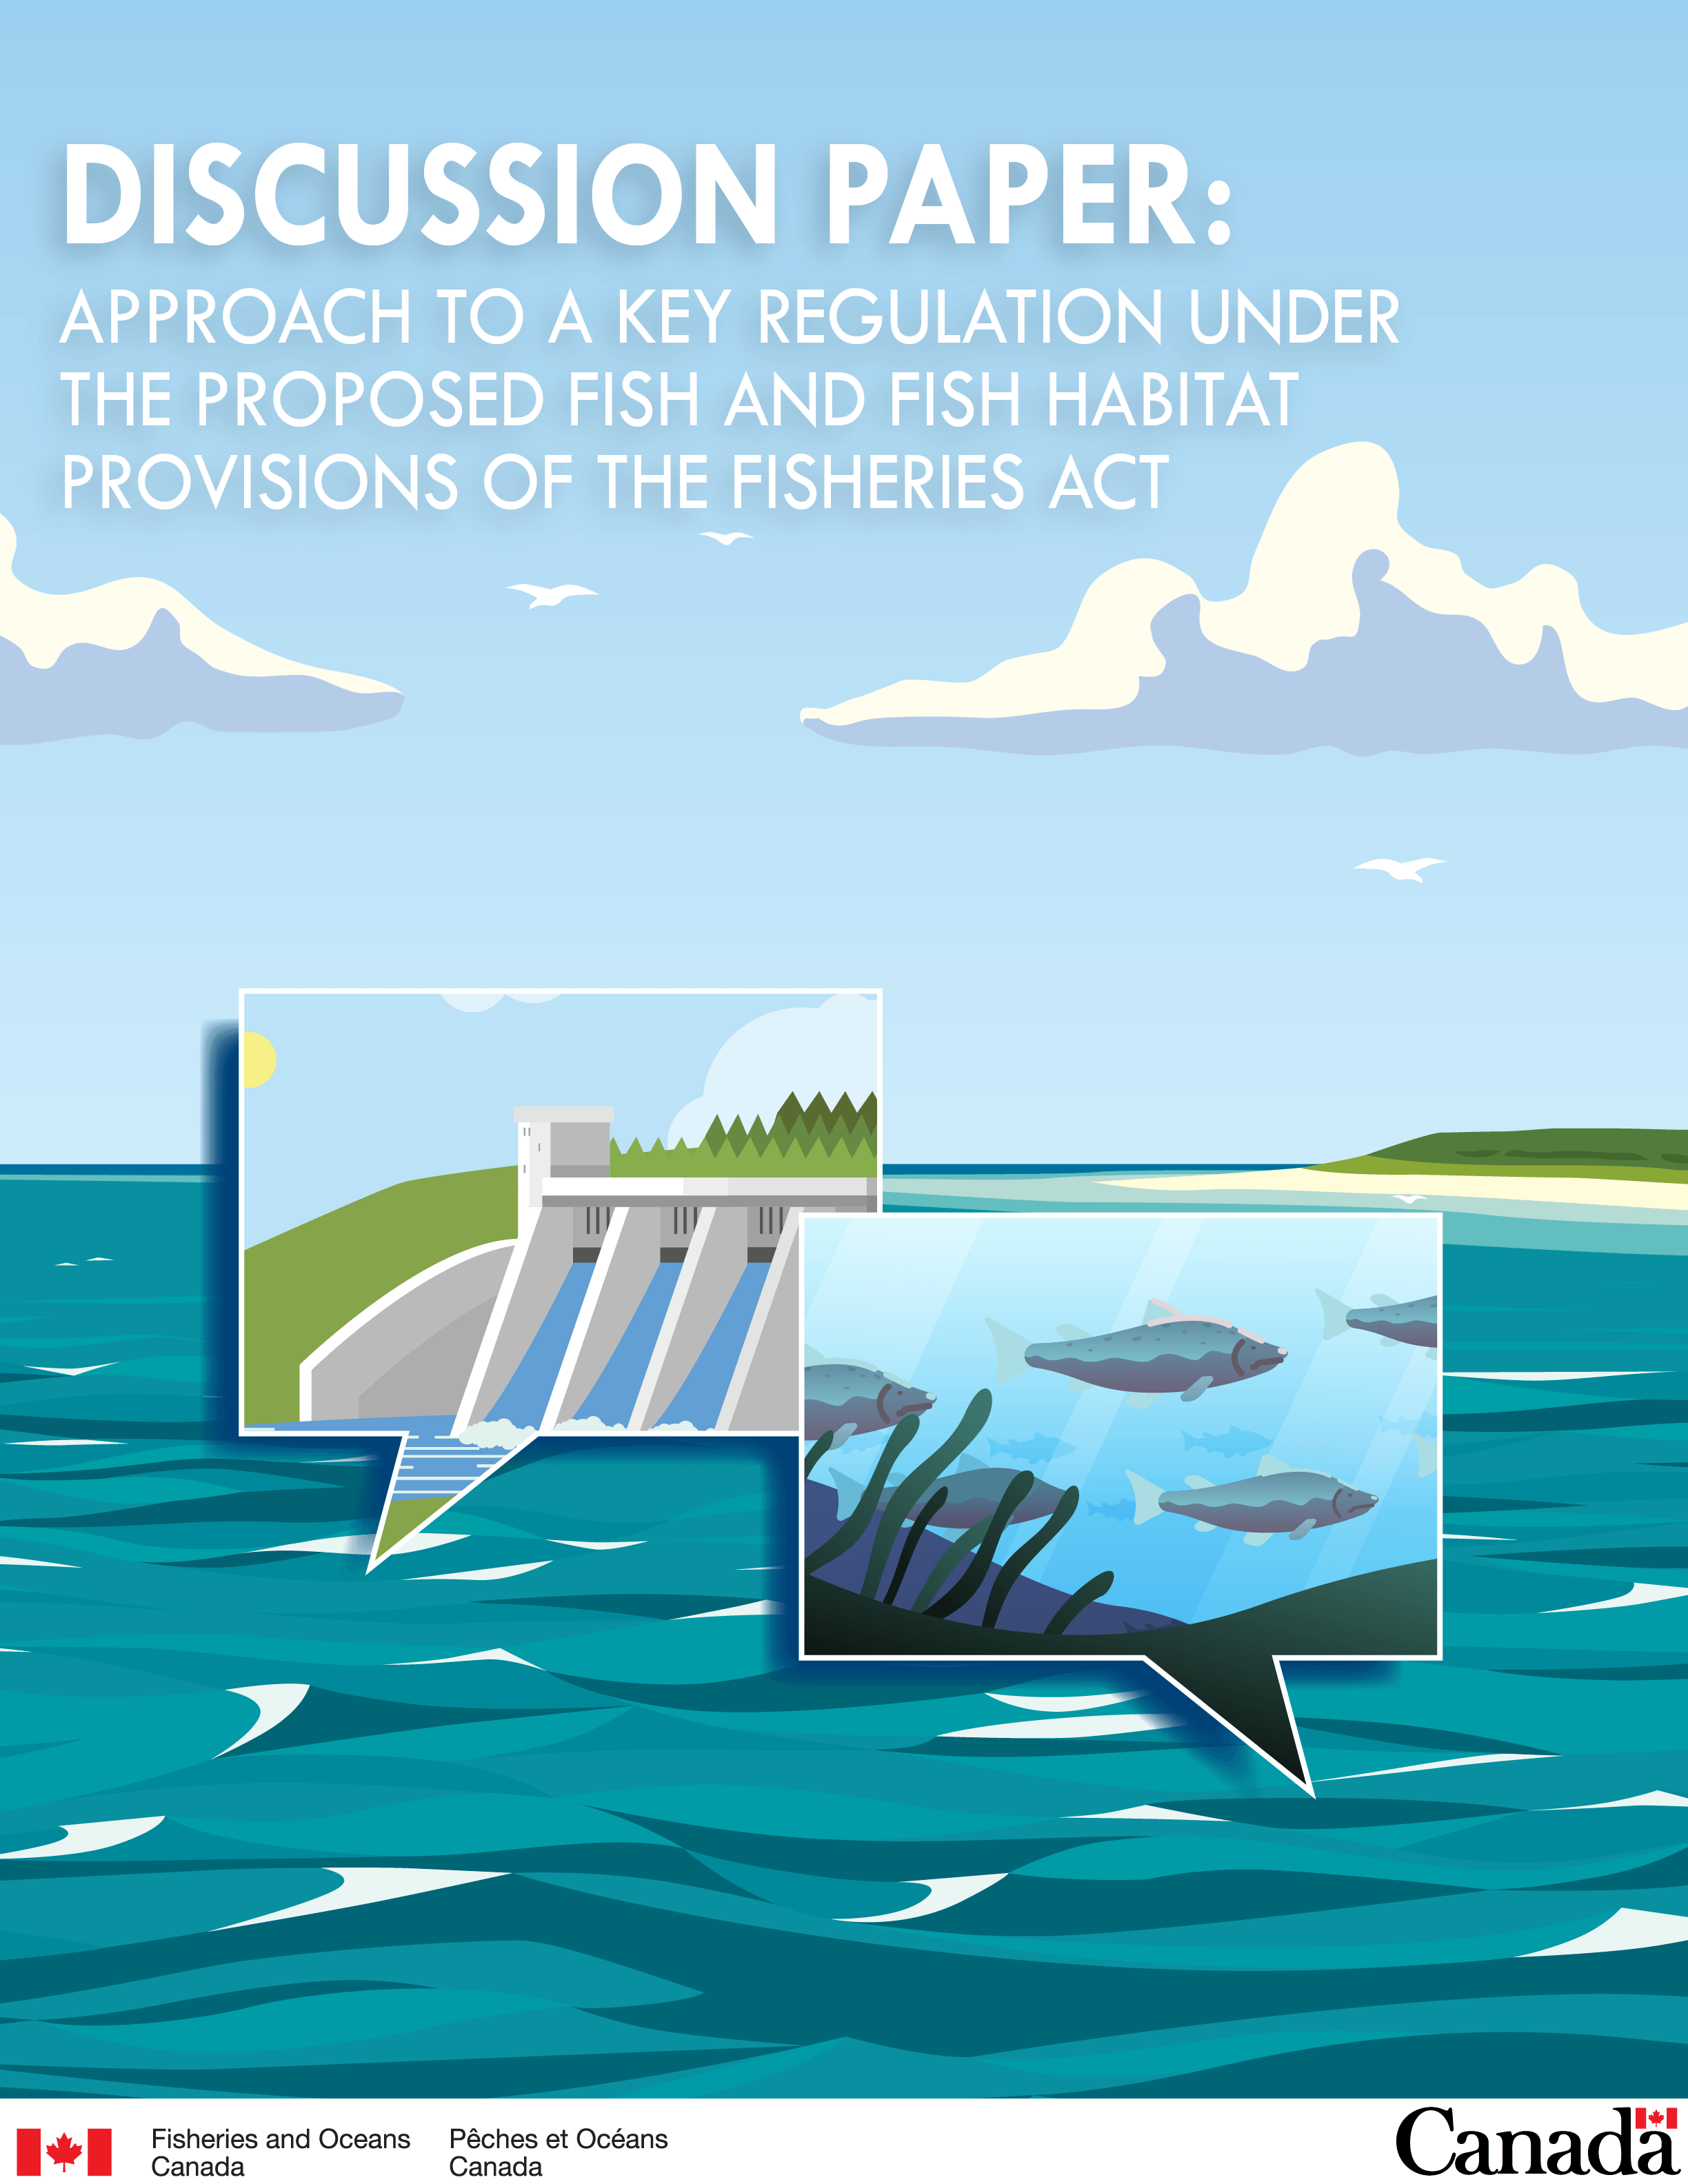 DISCUSSION PAPER:
APPROACH TO A KEY REGULATION UNDER
THE PROPOSED FISH AND FISH HABITAT
PROVISIONS OF THE FISHERIES ACT
Fisheries and Oceans
Canada
Pêches et Océans
Canada
Canada